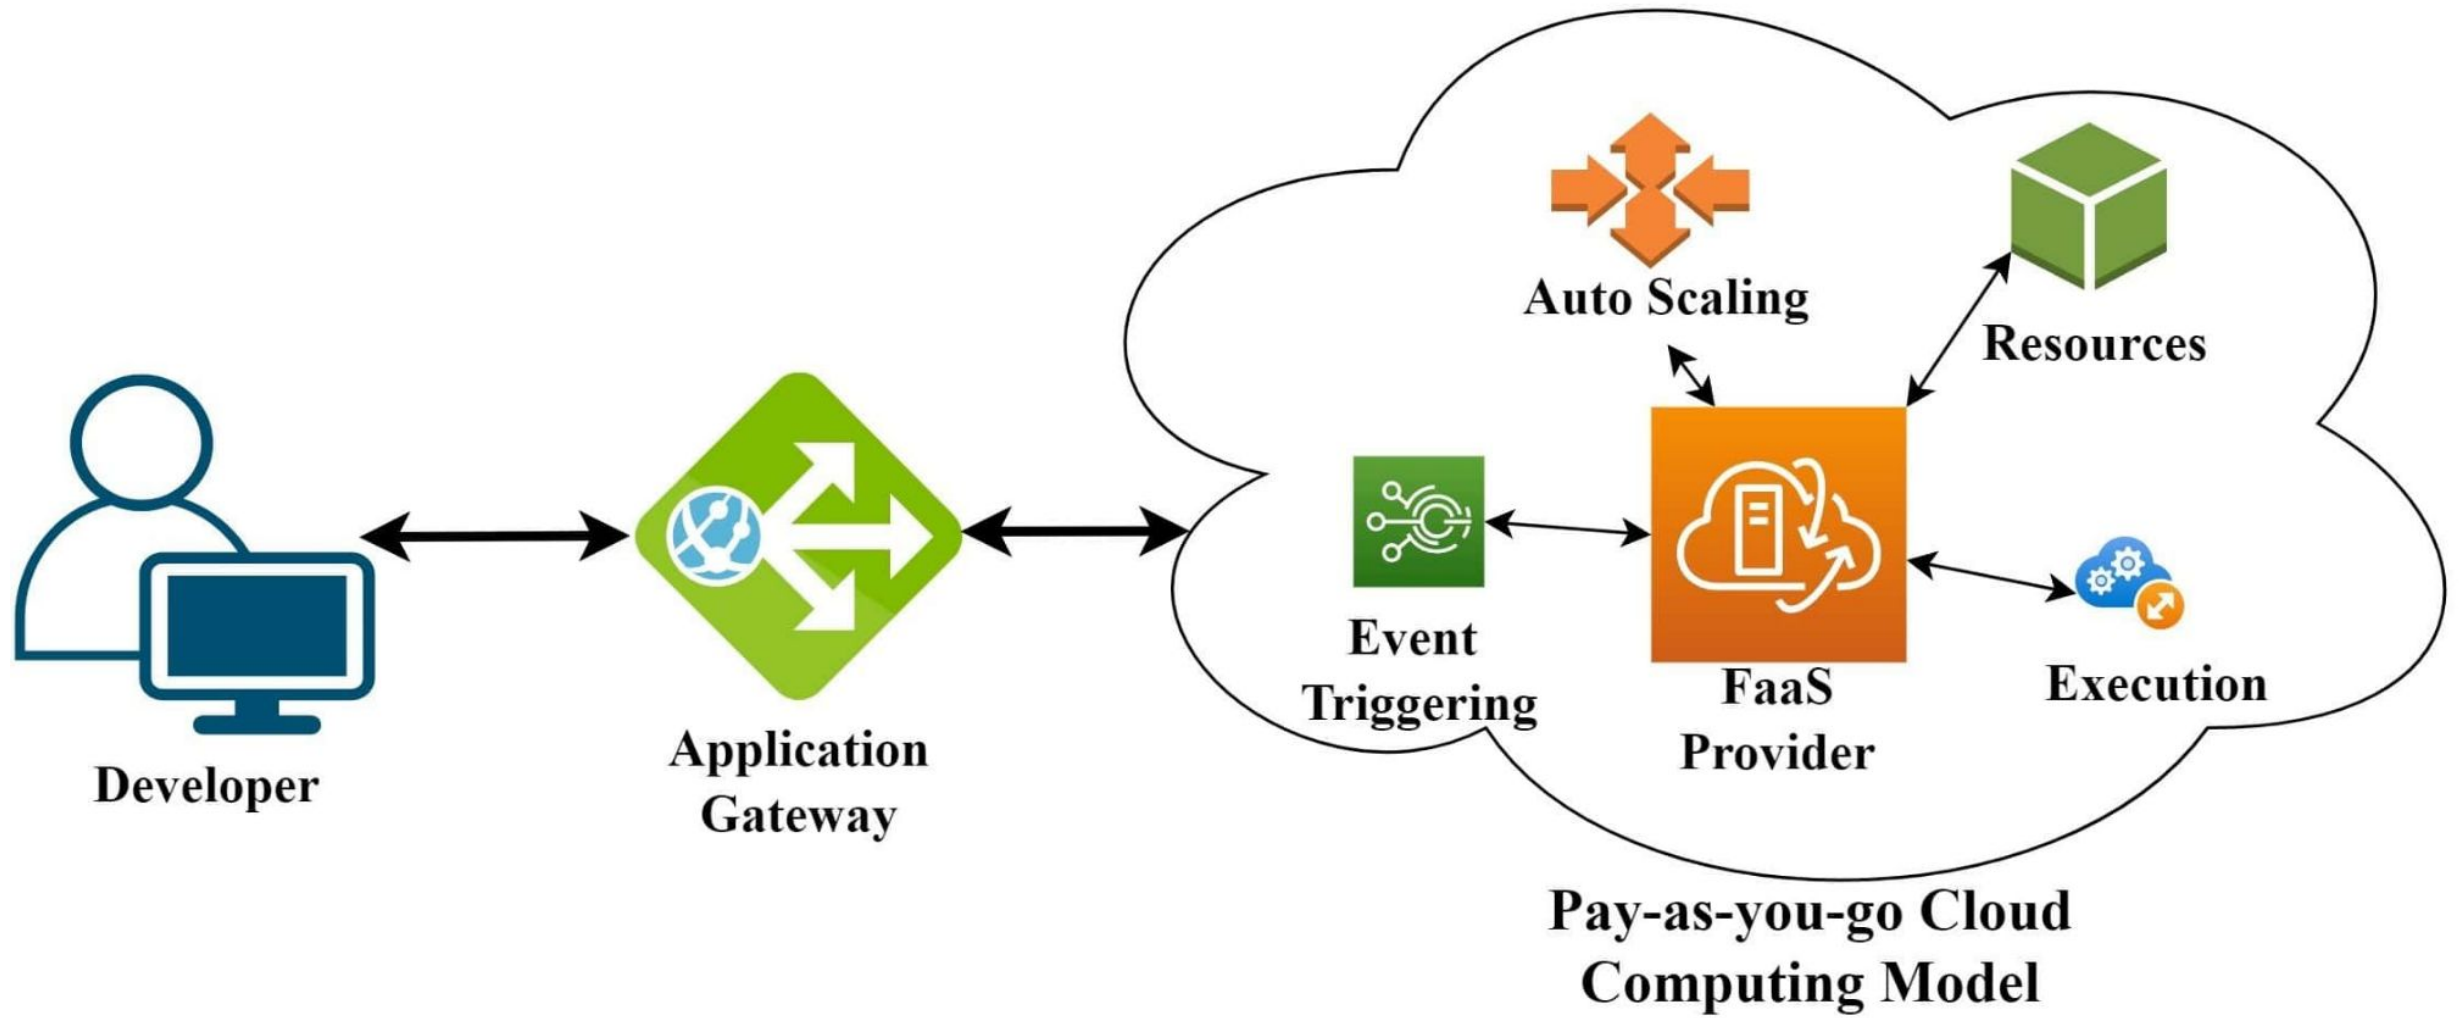 Auto Scaling
Resources
Event
Triggering
FaaS
Provider
Execution
Developer
Application
Gateway
Pay-as-you-go Cloud
Computing Model